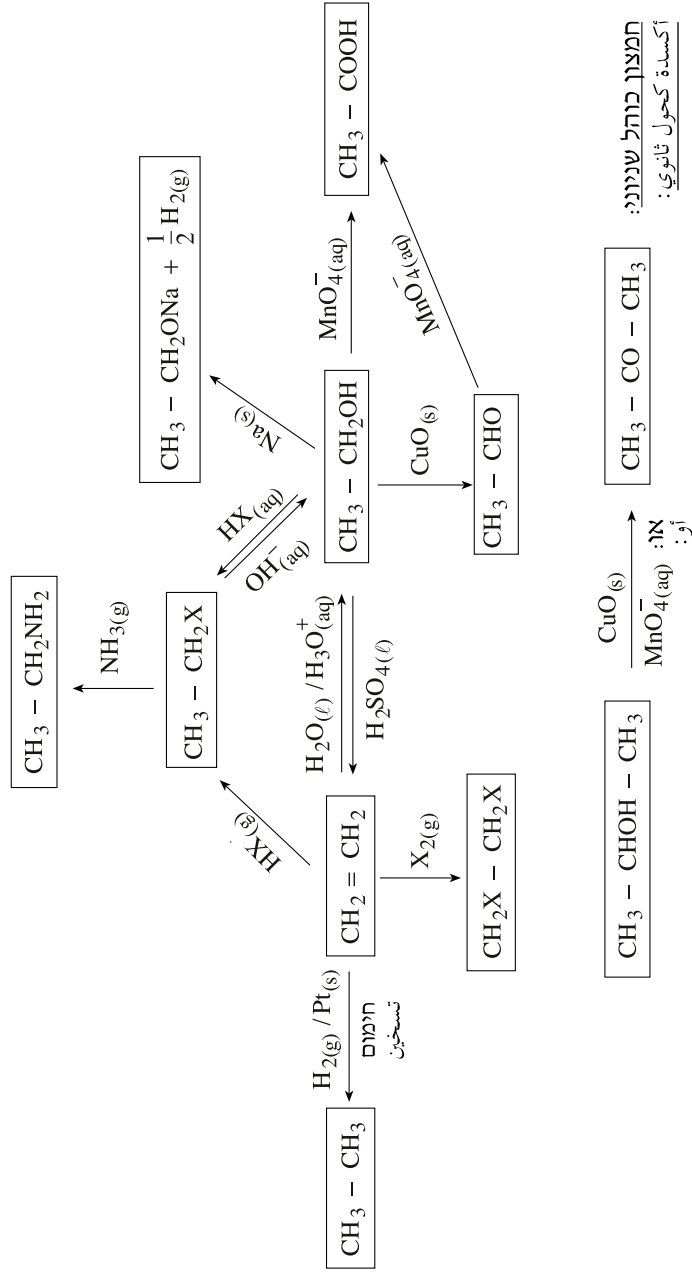 CH₃ − CH₂NH₂
NH₃(g)
CH₃ − CH₂ONa + 1/2 H₂(g)
CH₃ − CH₂X
HX(g)
HX(aq)
OH⁻(aq)
Na(s)
CH₃ − CH₃
H₂(g) / Pt(s)
חימום
تسخين
CH₂ = CH₂
H₂O(ℓ) / H₃O⁺(aq)
H₂SO₄(ℓ)
CH₃ − CH₂OH
MnO₄⁻(aq)
CH₃ − COOH
X₂(g)
CuO(s)
MnO₄⁻(aq)
CH₂X − CH₂X
CH₃ − CHO
חמצון כוהל שניוני:
أكسدة كحول ثانوي:
CH₃ − CHOH − CH₃
CuO(s)
MnO₄⁻(aq) או:
أو:
CH₃ − CO − CH₃